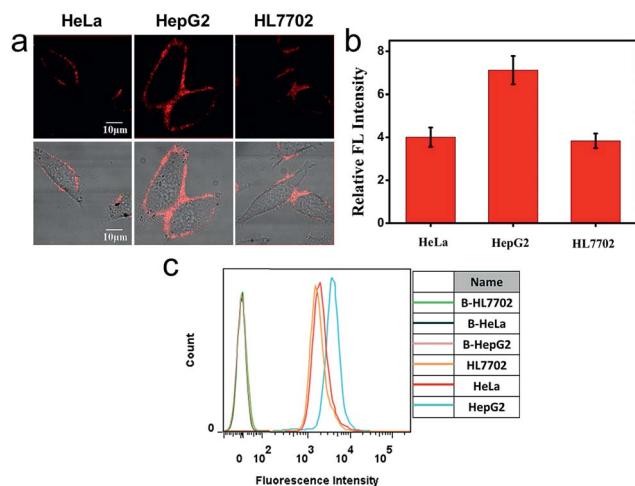 HeLa HepG2 HL7702
a
10μm
10μm
b
Relative FL Intensity
8
6
4
2
0
HeLa HepG2 HL7702
c
Count
0
0 10² 10³ 10⁴ 10⁵
Fluorescence Intensity
Name
B-HL7702
B-HeLa
B-HepG2
HL7702
HeLa
HepG2